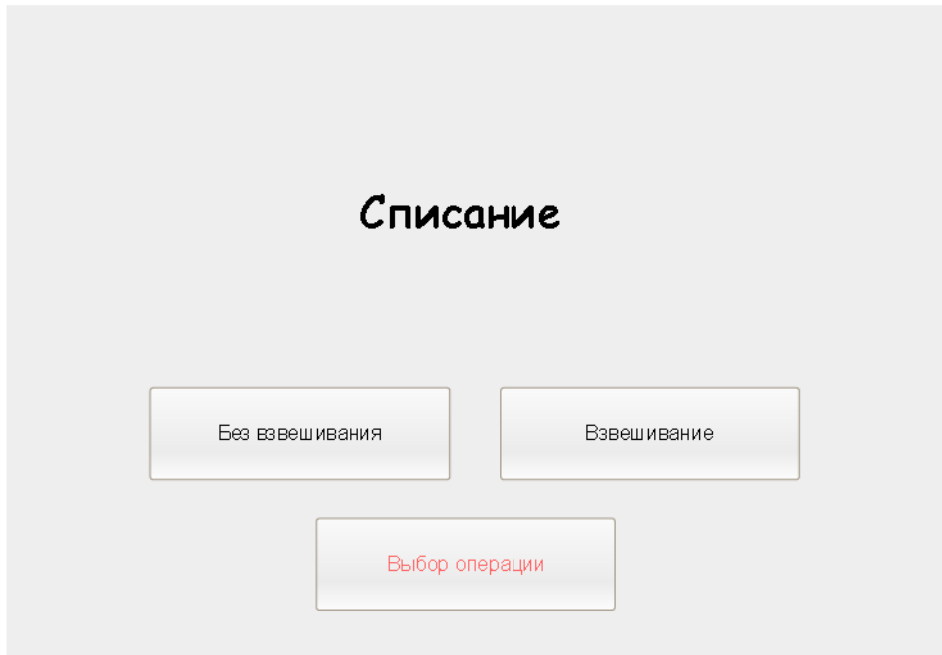 Списание
Без взвешивания
Взвешивание
Выбор операции